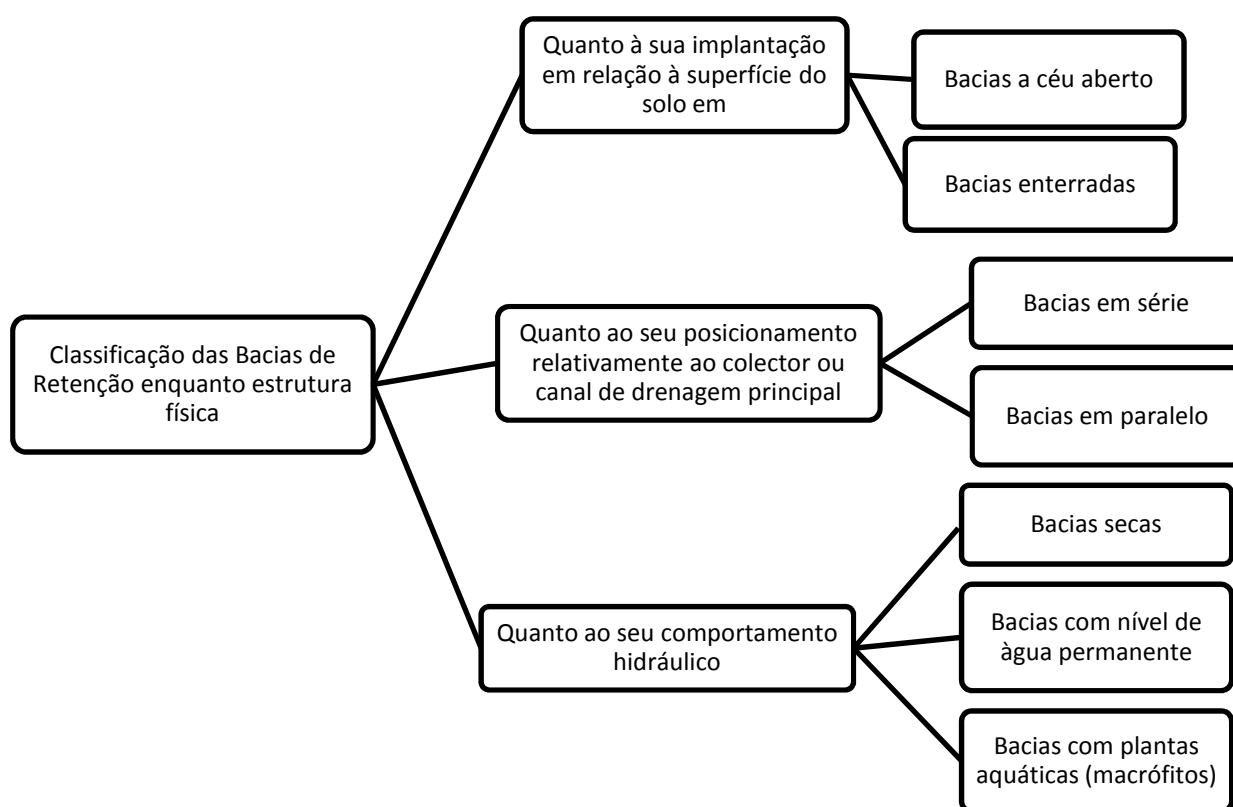 Classificação das Bacias de
Retenção enquanto estrutura
física
Quanto à sua implantação
em relação à superfície do
solo em
Bacias a céu aberto
Bacias enterradas
Quanto ao seu posicionamento
relativamente ao colector ou
canal de drenagem principal
Bacias em série
Bacias em paralelo
Quanto ao seu comportamento
hidráulico
Bacias secas
Bacias com nível de
àgua permanente
Bacias com plantas
aquáticas (macrófitos)